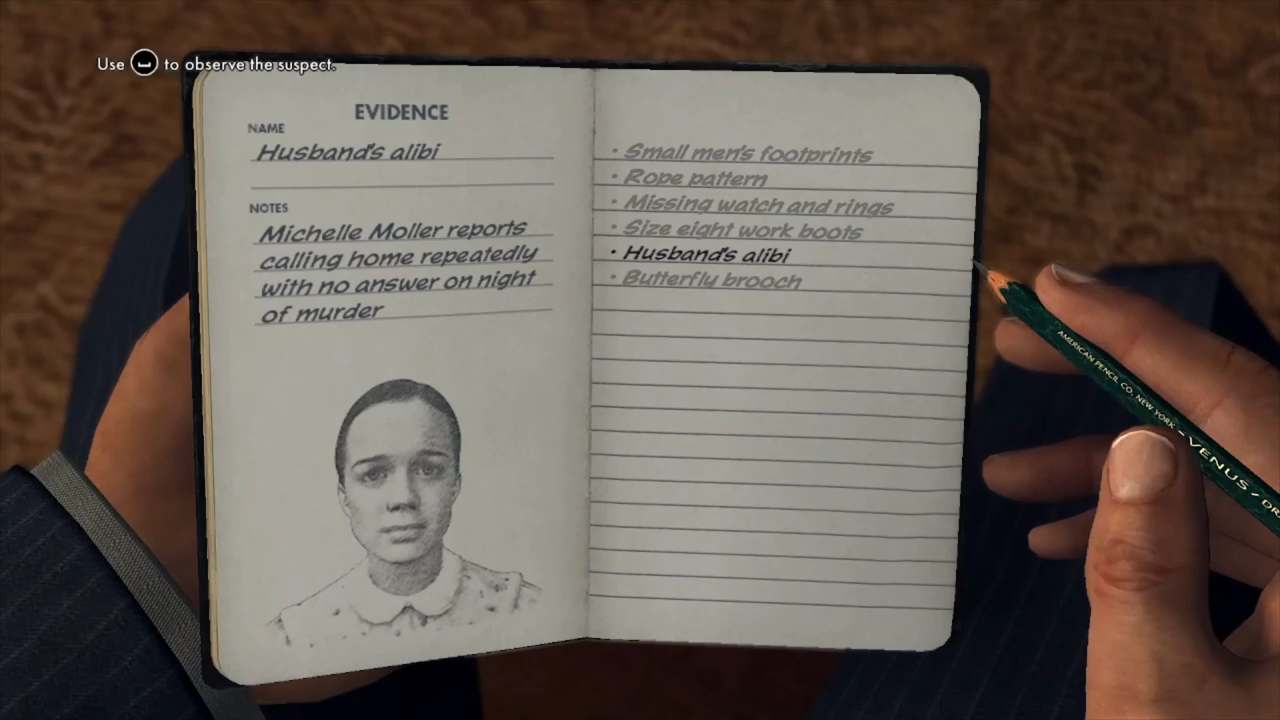 Use to observe the suspect.
EVIDENCE
NAME
Husband's alibi
NOTES
Michelle Moller reports
calling home repeatedly
with no answer on night
of murder
• Small men's footprints
• Rope pattern
• Missing watch and rings
• Size eight work boots
• Husband's alibi
• Butterfly brooch
AMERICAN PENCIL CO. NEW YORK - VENUS / DR